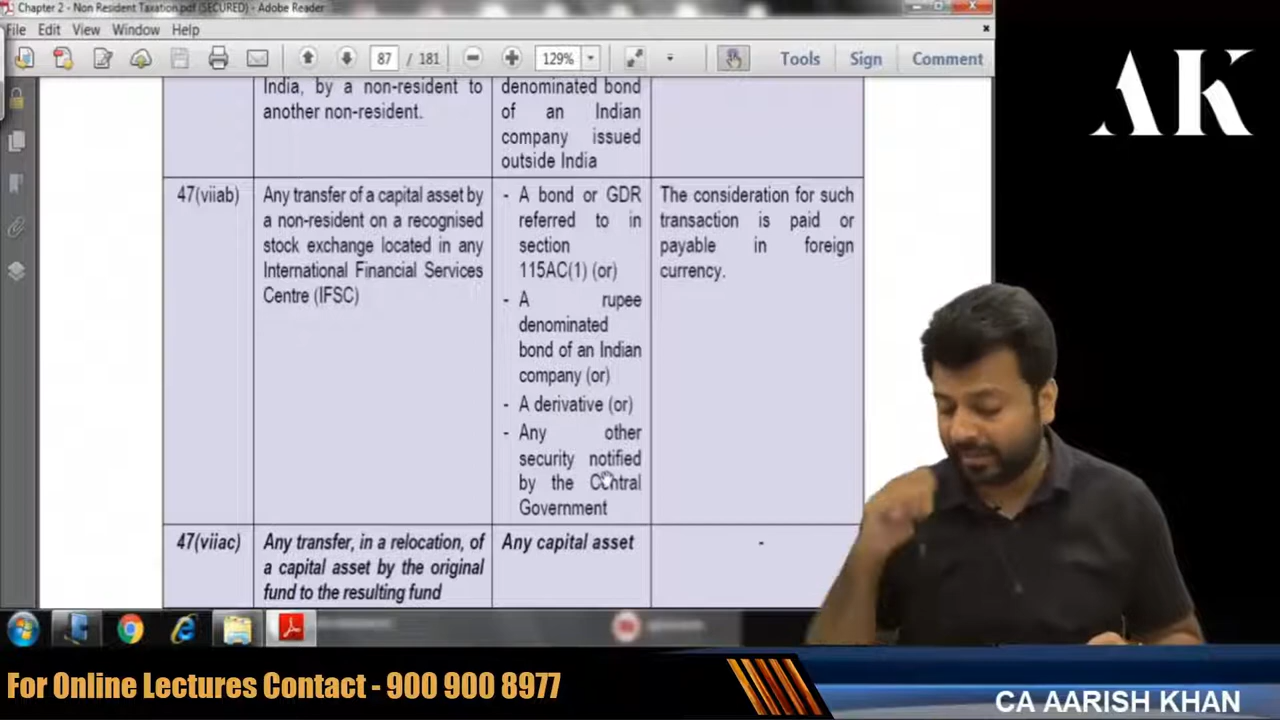 Chapter 2 - Non Resident Taxation.pdf (SECURED) - Adobe Reader
File Edit View Window Help
87 / 181 129% Tools Sign Comment
AK
India, by a non-resident to
another non-resident.
denominated bond
of an Indian
company issued
outside India
47(viiab)
Any transfer of a capital asset by
a non-resident on a recognised
stock exchange located in any
International Financial Services
Centre (IFSC)
- A bond or GDR
referred to in
section
115AC(1) (or)
- A rupee
denominated
bond of an Indian
company (or)
- A derivative (or)
- Any other
security notified
by the Central
Government
The consideration for such
transaction is paid or
payable in foreign
currency.
47(viiac)
Any transfer, in a relocation, of
a capital asset by the original
fund to the resulting fund
Any capital asset
-
For Online Lectures Contact - 900 900 8977
CA AARISH KHAN